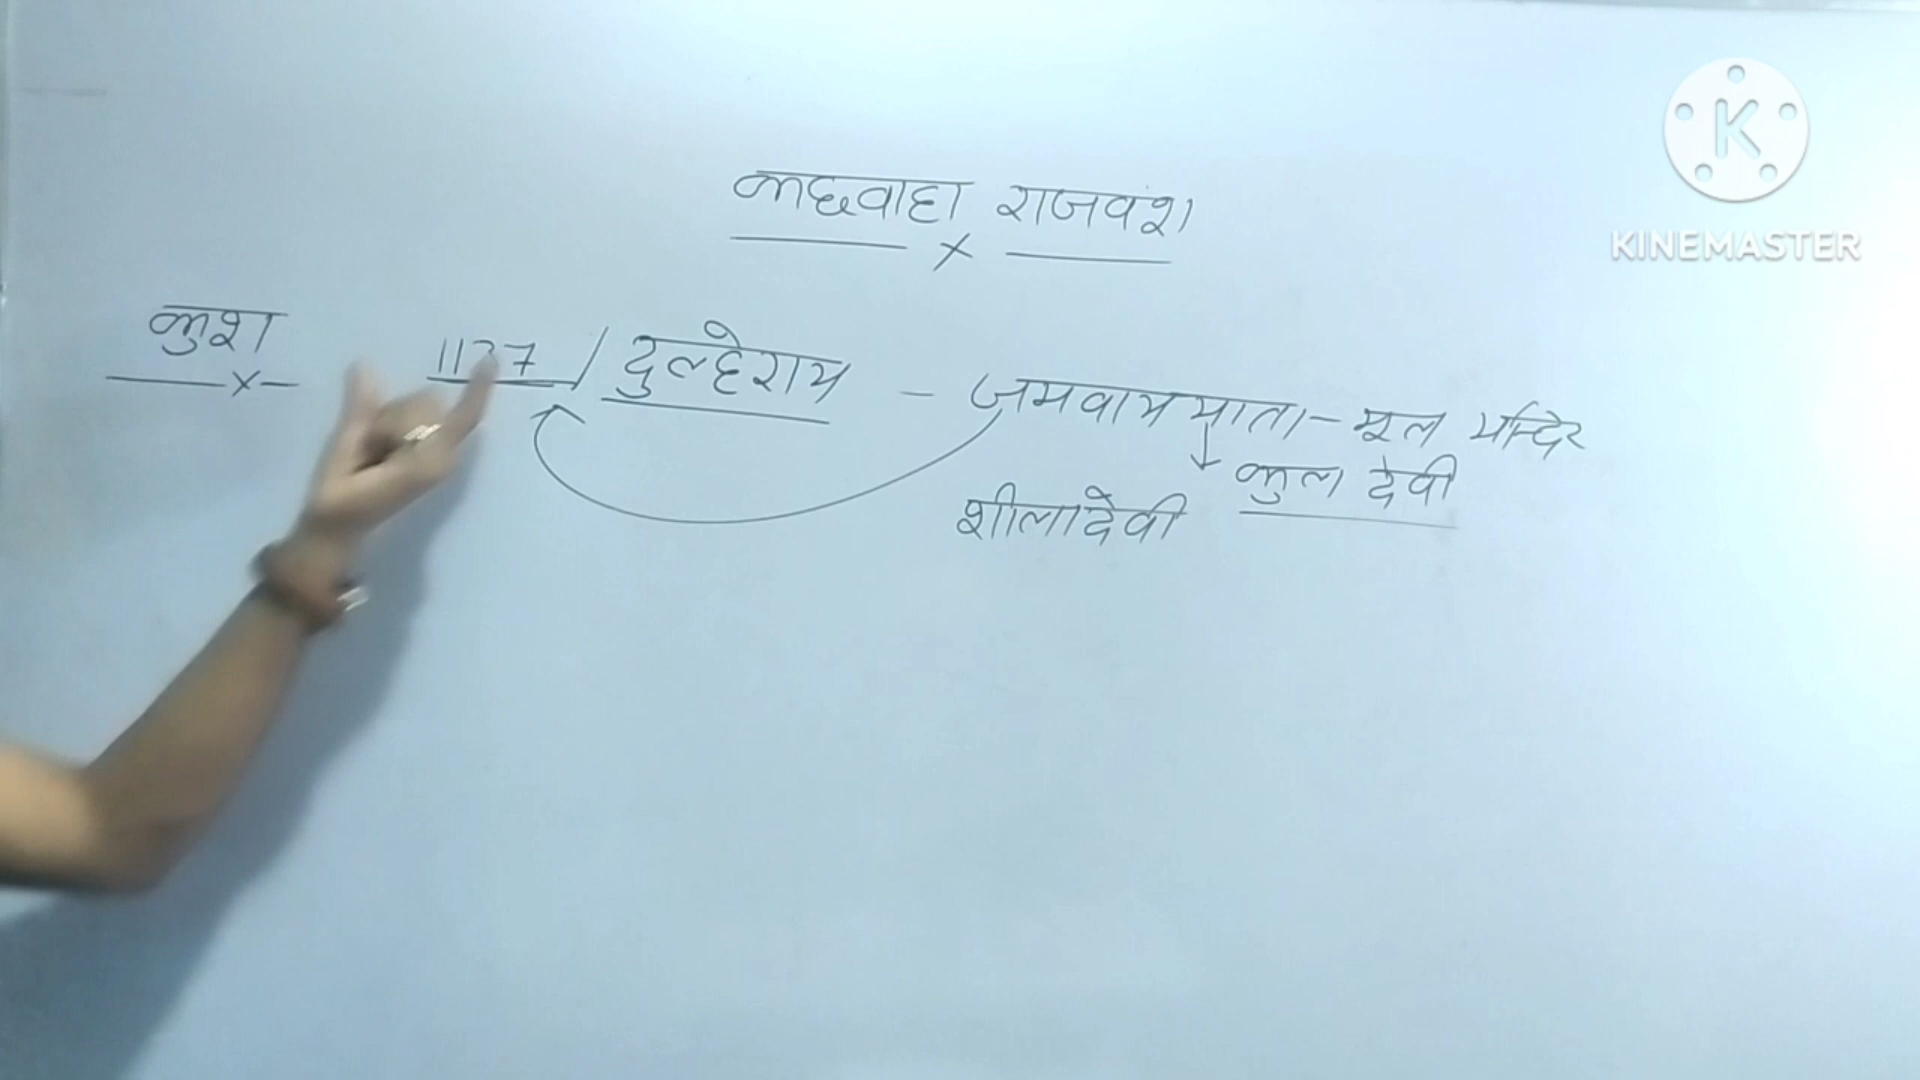 कछवाहा राजवंश
कुश 1137 / दुल्हेराय - जमवाय माता - मूल मन्दिर
कुल देवी
शीलादेवी
K
KINEMASTER